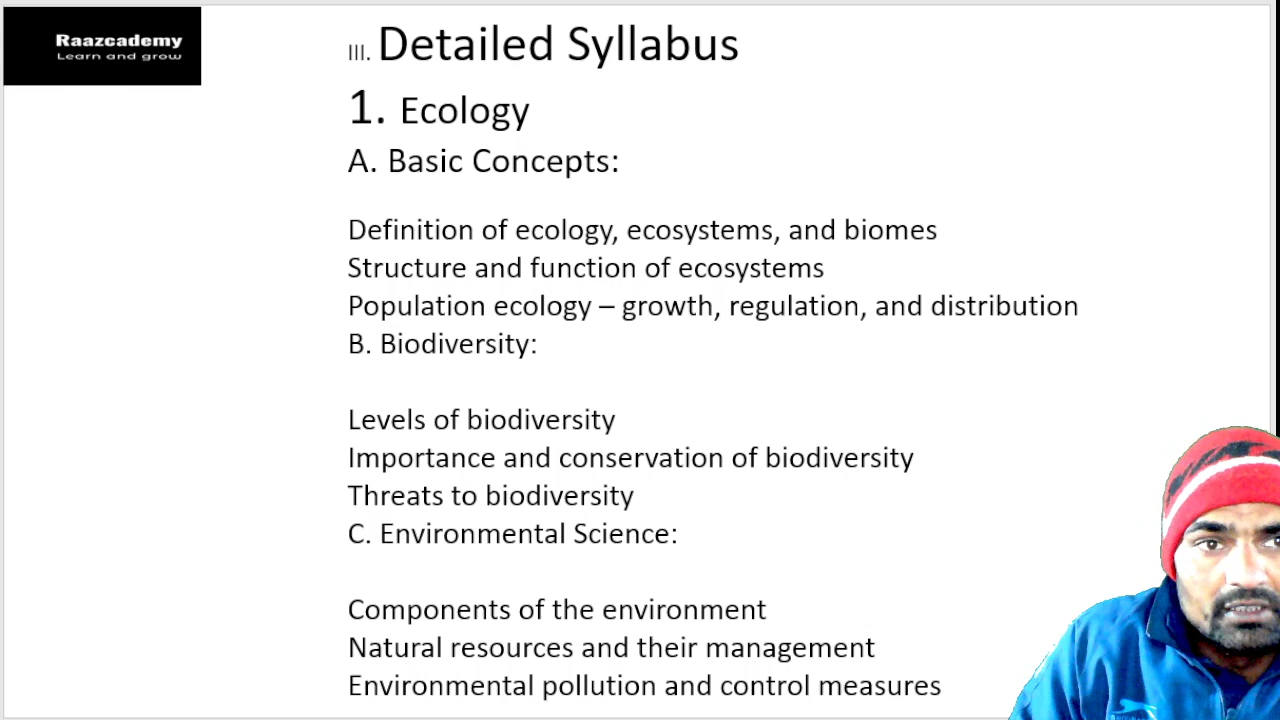 Raazcademy
Learn and grow
III. Detailed Syllabus
1. Ecology
A. Basic Concepts:
Definition of ecology, ecosystems, and biomes
Structure and function of ecosystems
Population ecology – growth, regulation, and distribution
B. Biodiversity:
Levels of biodiversity
Importance and conservation of biodiversity
Threats to biodiversity
C. Environmental Science:
Components of the environment
Natural resources and their management
Environmental pollution and control measures